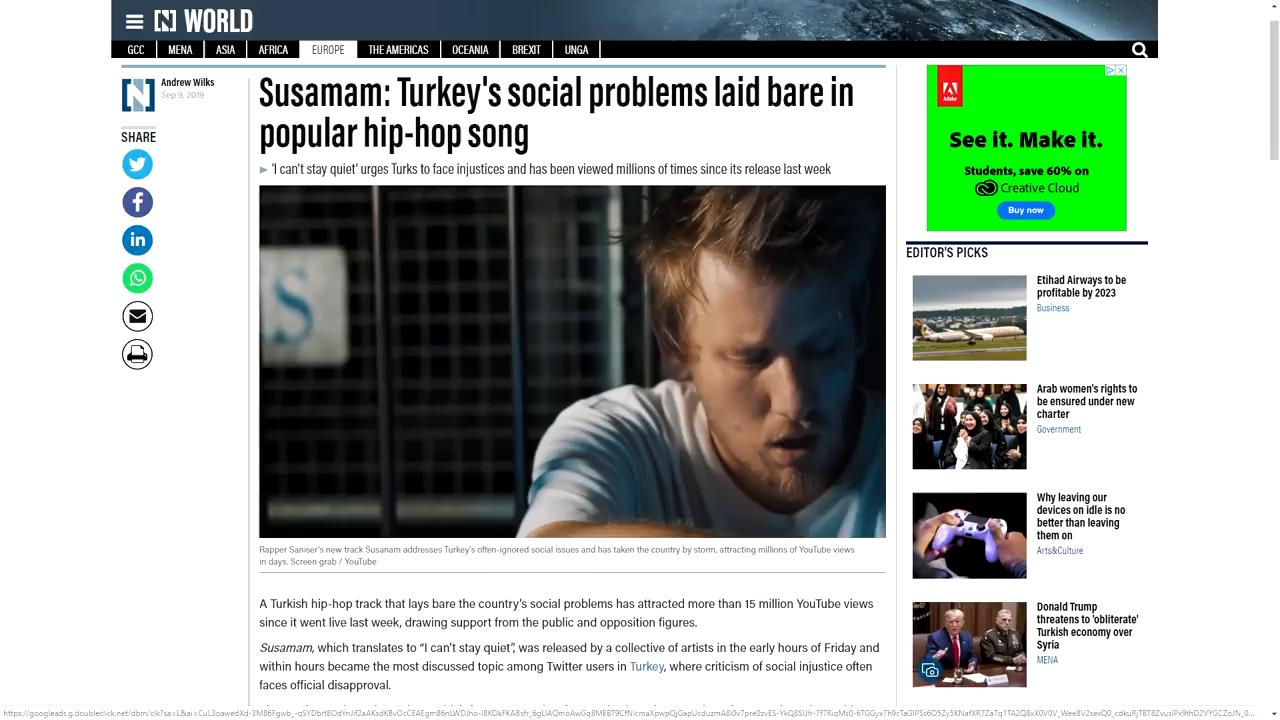 N WORLD
GCC MENA ASIA AFRICA EUROPE THE AMERICAS OCEANIA BREXIT UNGA
N
Andrew Wilks
Sep 9, 2019
SHARE
Susamam: Turkey's social problems laid bare in
popular hip-hop song
'I can't stay quiet' urges Turks to face injustices and has been viewed millions of times since its release last week
S
Rapper Saniser's new track Susanam addresses Turkey's often-ignored social issues and has taken the country by storm, attracting millions of YouTube views
in days. Screen grab / YouTube
A Turkish hip-hop track that lays bare the country's social problems has attracted more than 15 million YouTube views
since it went live last week, drawing support from the public and opposition figures.
Susamam, which translates to “I can't stay quiet”, was released by a collective of artists in the early hours of Friday and
within hours became the most discussed topic among Twitter users in Turkey, where criticism of social injustice often
faces official disapproval.
Adobe
See it. Make it.
Students, save 60% on
Creative Cloud
Buy now
EDITOR'S PICKS
Etihad Airways to be
profitable by 2023
Business
Arab women's rights to
be ensured under new
charter
Government
Why leaving our
devices on idle is no
better than leaving
them on
Arts&Culture
Donald Trump
threatens to 'obliterate'
Turkish economy over
Syria
MENA